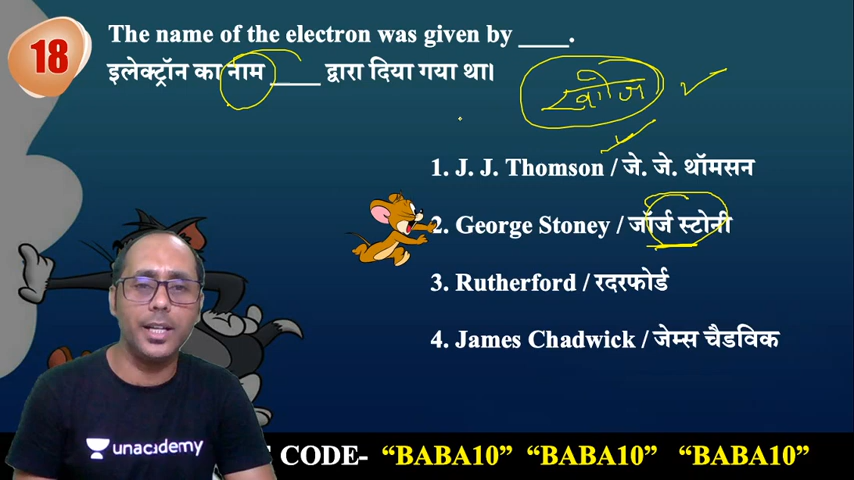 18
The name of the electron was given by ____.
इलेक्ट्रॉन का नाम ____ द्वारा दिया गया था।
खोज
1. J. J. Thomson / जे. जे. थॉमसन
2. George Stoney / जॉर्ज स्टोनी
3. Rutherford / रदरफोर्ड
4. James Chadwick / जेम्स चैडविक
unacademy
CODE- “BABA10” “BABA10” “BABA10”